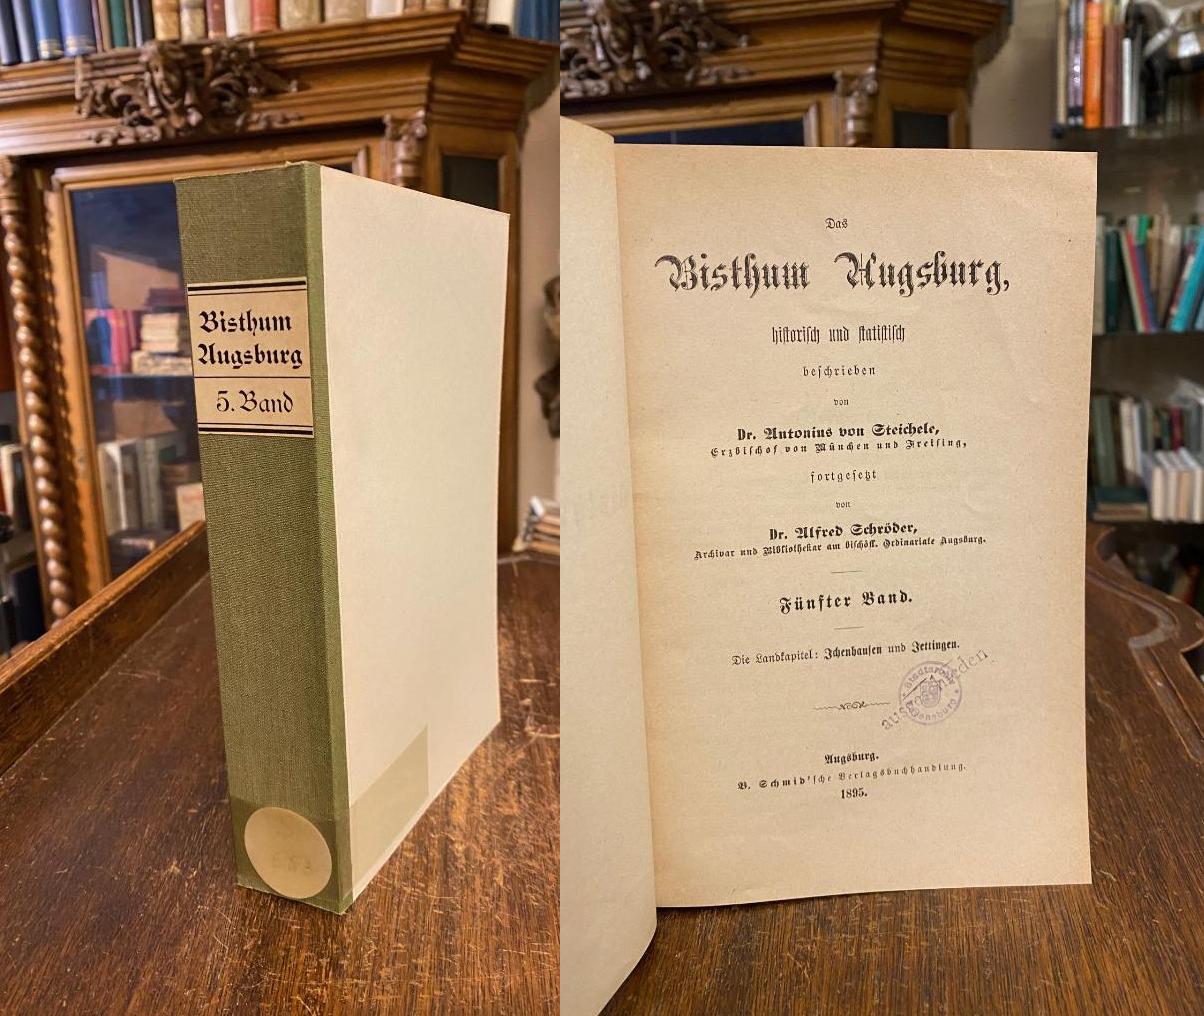 Bisthum
Augsburg
5. Band
Das
Bisthum Augsburg,
historisch und statistisch
beschrieben
von
Dr. Antonius von Steichele,
Erzbischof von München und Freising,
fortgesetzt
von
Dr. Alfred Schröder,
Archivar und Bibliothekar am bischöfl. Ordinariate Augsburg.
Fünfter Band.
Die Landkapitel: Ichenhausen und Jettingen.
Augsburg.
B. Schmid'sche Verlagsbuchhandlung.
1895.